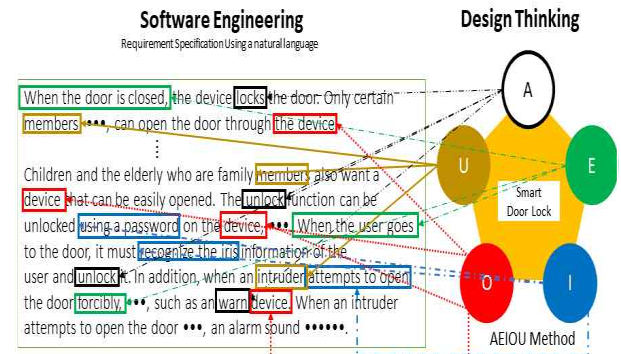 Software Engineering
Requirement Specification Using a natural language
Design Thinking
When the door is closed, the device locks the door. Only certain
members •••, can open the door through the device
⋮
Children and the elderly who are family members also want a
device that can be easily opened. The unlock function can be
unlocked using a password on the device, •••. When the user goes
to the door, it must recognize the iris information of the
user and unlock it. In addition, when an intruder attempts to open
the door forcibly, •••, such as an warn device. When an intruder
attempts to open the door •••, an alarm sound ••••••.
A
U
E
Smart
Door Lock
O
I
AEIOU Method